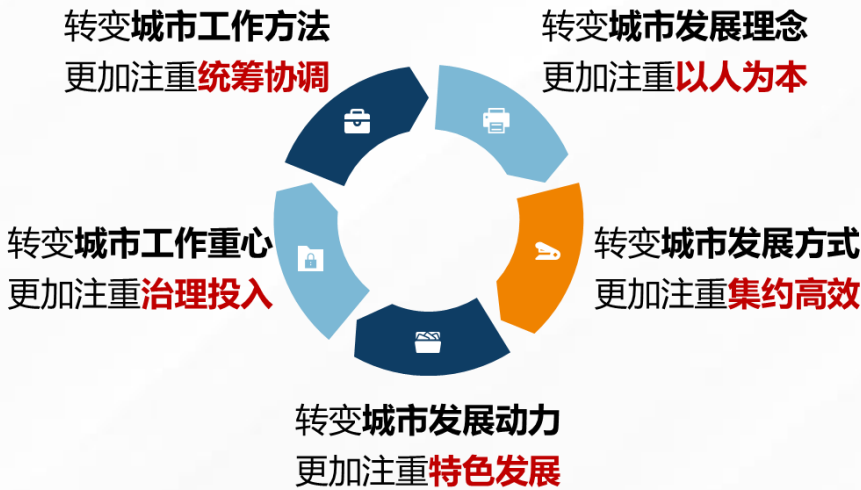 转变城市工作方法
更加注重统筹协调
转变城市发展理念
更加注重以人为本
转变城市工作重心
更加注重治理投入
转变城市发展方式
更加注重集约高效
转变城市发展动力
更加注重特色发展